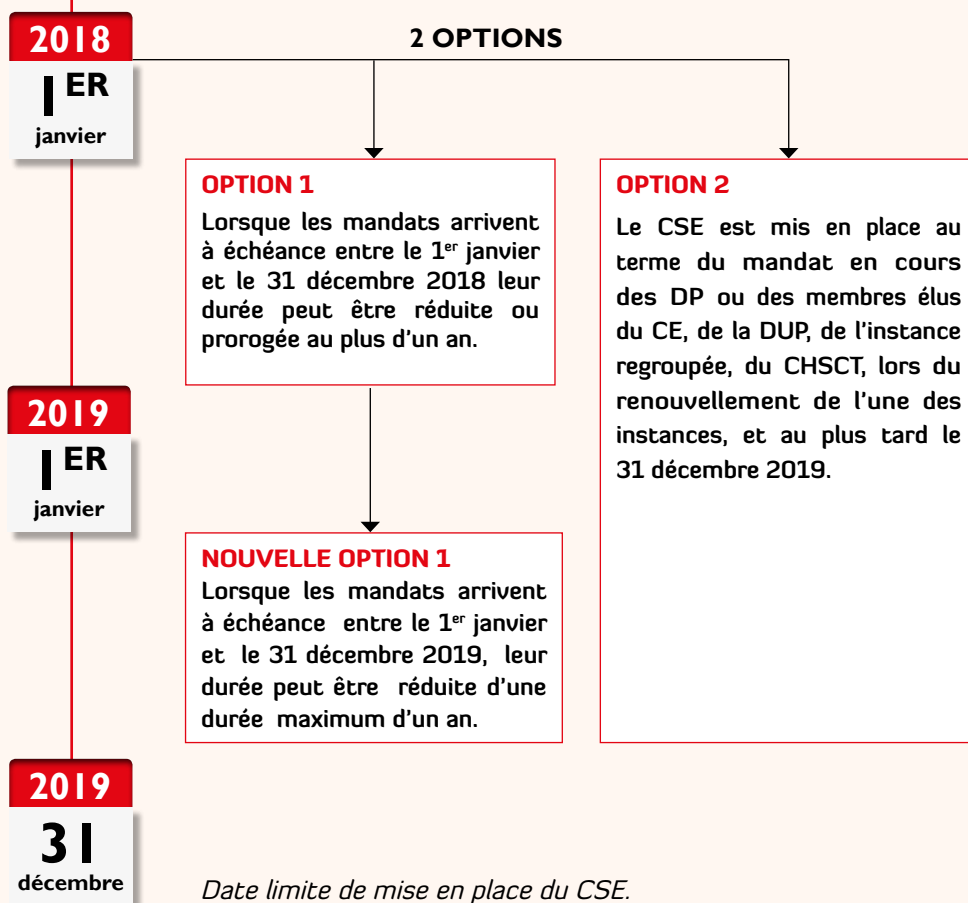 2018
1ER
janvier
2 OPTIONS
OPTION 1
Lorsque les mandats arrivent
à échéance entre le 1er janvier
et le 31 décembre 2018 leur
durée peut être réduite ou
prorogée au plus d'un an.
OPTION 2
Le CSE est mis en place au
terme du mandat en cours
des DP ou des membres élus
du CE, de la DUP, de l'instance
regroupée, du CHSCT, lors du
renouvellement de l'une des
instances, et au plus tard le
31 décembre 2019.
2019
1ER
janvier
NOUVELLE OPTION 1
Lorsque les mandats arrivent
à échéance entre le 1er janvier
et le 31 décembre 2019, leur
durée peut être réduite d'une
durée maximum d'un an.
2019
31
décembre
Date limite de mise en place du CSE.